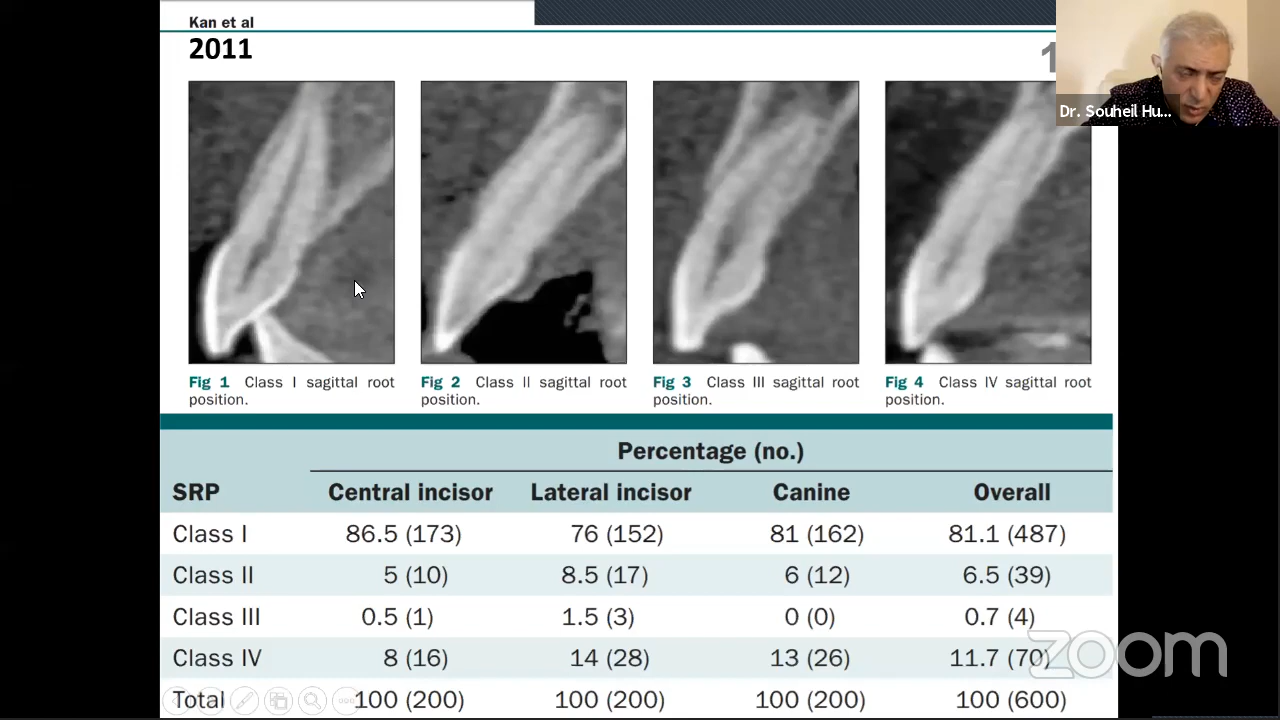 Kan et al
2011
1
Dr. Souheil Hu...
Fig 1 Class I sagittal root
position.
Fig 2 Class II sagittal root
position.
Fig 3 Class III sagittal root
position.
Fig 4 Class IV sagittal root
position.
Percentage (no.)
SRP Central incisor Lateral incisor Canine Overall
Class I 86.5 (173) 76 (152) 81 (162) 81.1 (487)
Class II 5 (10) 8.5 (17) 6 (12) 6.5 (39)
Class III 0.5 (1) 1.5 (3) 0 (0) 0.7 (4)
Class IV 8 (16) 14 (28) 13 (26) 11.7 (70)
Total 100 (200) 100 (200) 100 (200) 100 (600)
zoom